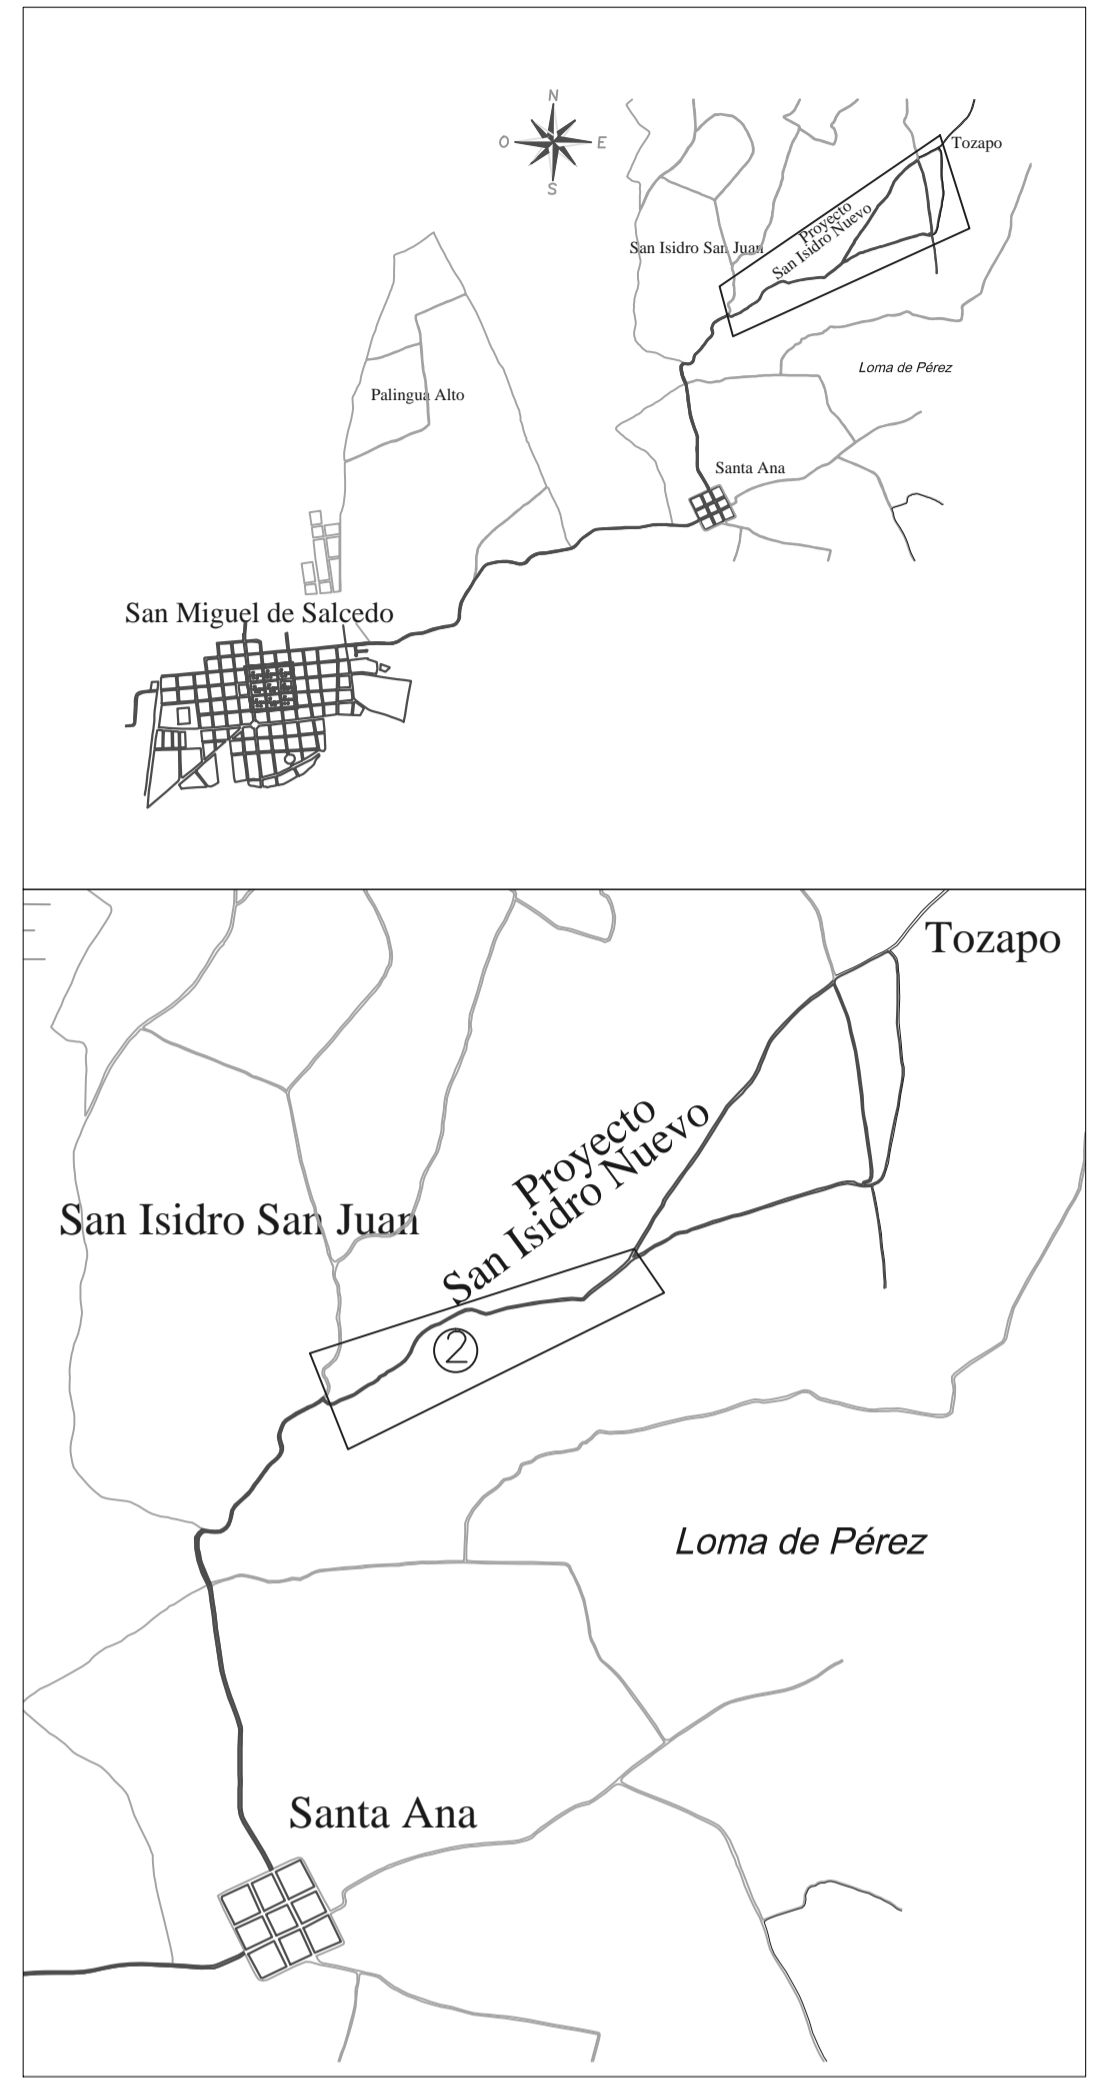 N
O
E
S
Tozapo
Proyecto
San Isidro Nuevo
San Isidro San Juan
Loma de Pérez
Palingua Alto
Santa Ana
San Miguel de Salcedo
Tozapo
Proyecto
San Isidro Nuevo
San Isidro San Juan
2
Loma de Pérez
Santa Ana